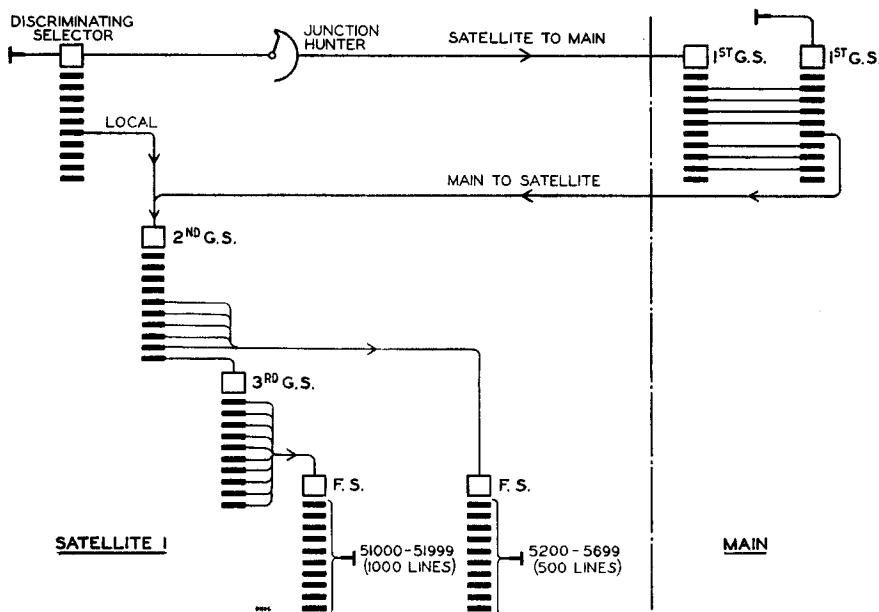 DISCRIMINATING
SELECTOR
JUNCTION
HUNTER
SATELLITE TO MAIN
1ST G.S.
1ST G.S.
LOCAL
MAIN TO SATELLITE
2ND G.S.
3RD G.S.
F. S.
F. S.
SATELLITE 1
51000-51999
(1000 LINES)
5200-5699
(500 LINES)
MAIN